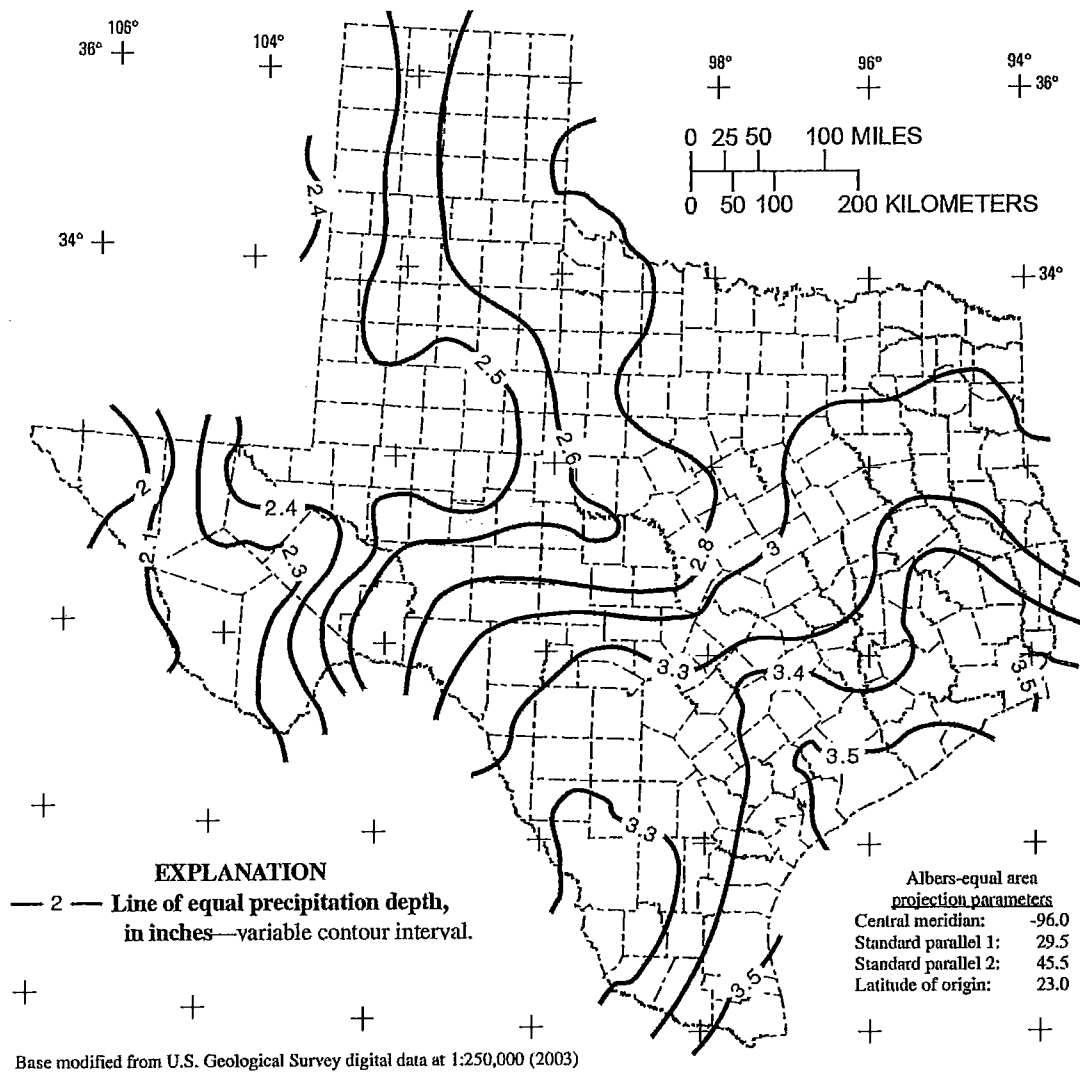 106°
36°
104°
98°
96°
94°
36°
0 25 50 100 MILES
0 50 100 200 KILOMETERS
34°
34°
2.4
2.5
2.6
2
2.1
2.4
2.3
2.8
3
3.3
3.4
3.5
3.5
3.3
3.5
EXPLANATION
2 Line of equal precipitation depth,
in inches—variable contour interval.
Albers-equal area
projection parameters
Central meridian: -96.0
Standard parallel 1: 29.5
Standard parallel 2: 45.5
Latitude of origin: 23.0
Base modified from U.S. Geological Survey digital data at 1:250,000 (2003)